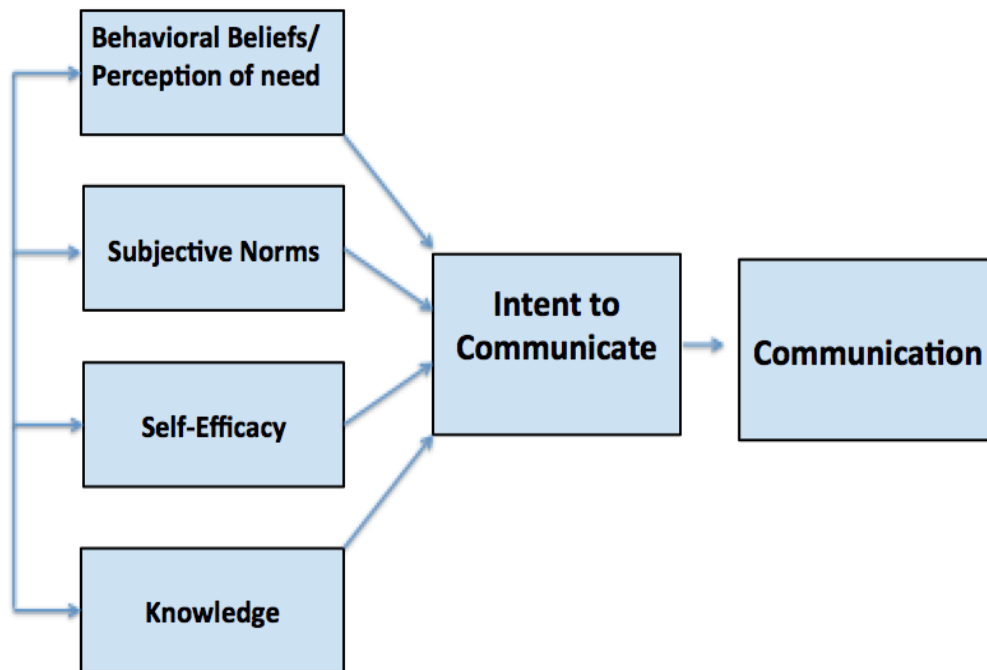 Behavioral Beliefs/
Perception of need
Subjective Norms
Self-Efficacy
Knowledge
Intent to
Communicate
Communication